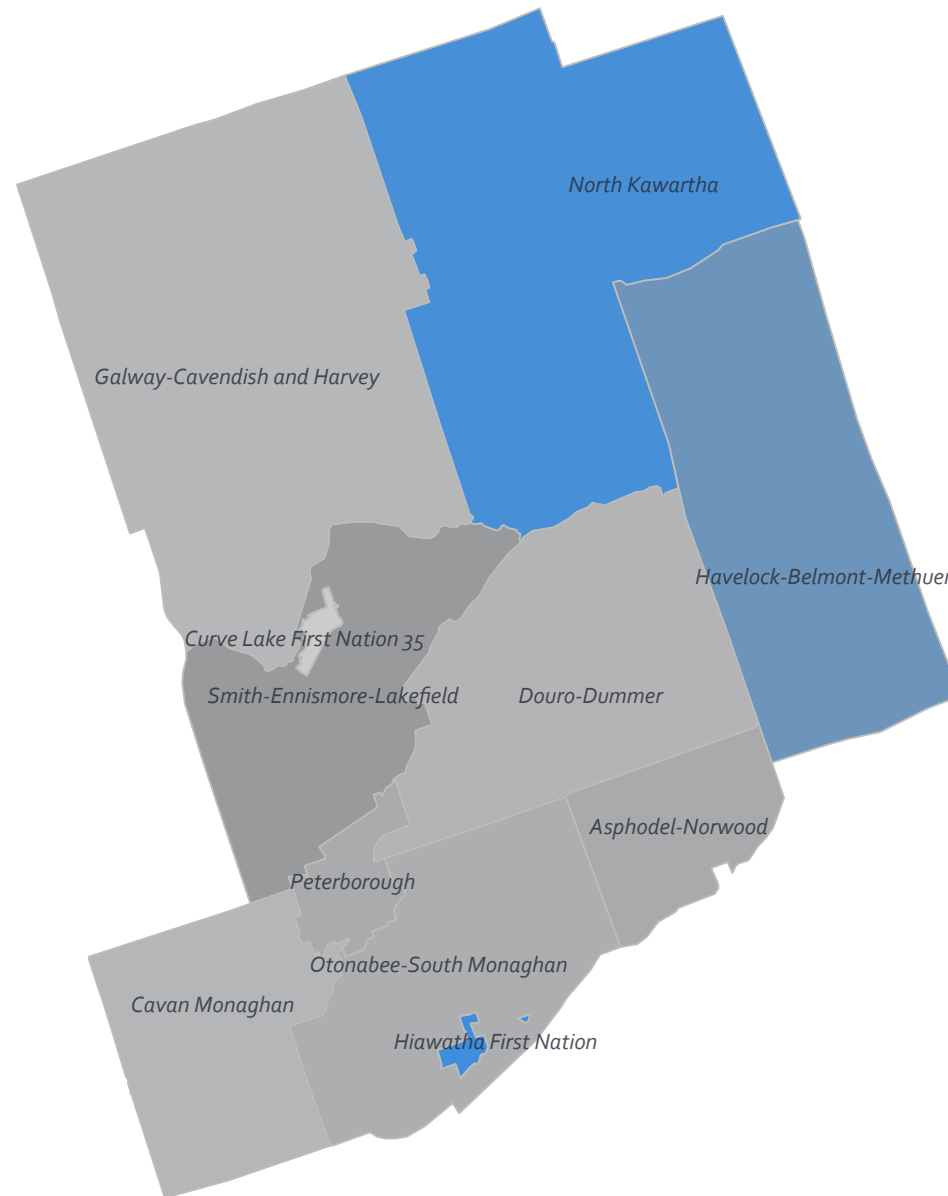 North Kawartha
Galway-Cavendish and Harvey
Havelock-Belmont-Methuen
Curve Lake First Nation 35
Smith-Ennismore-Lakefield
Douro-Dummer
Asphodel-Norwood
Peterborough
Otonabee-South Monaghan
Cavan Monaghan
Hiawatha First Nation